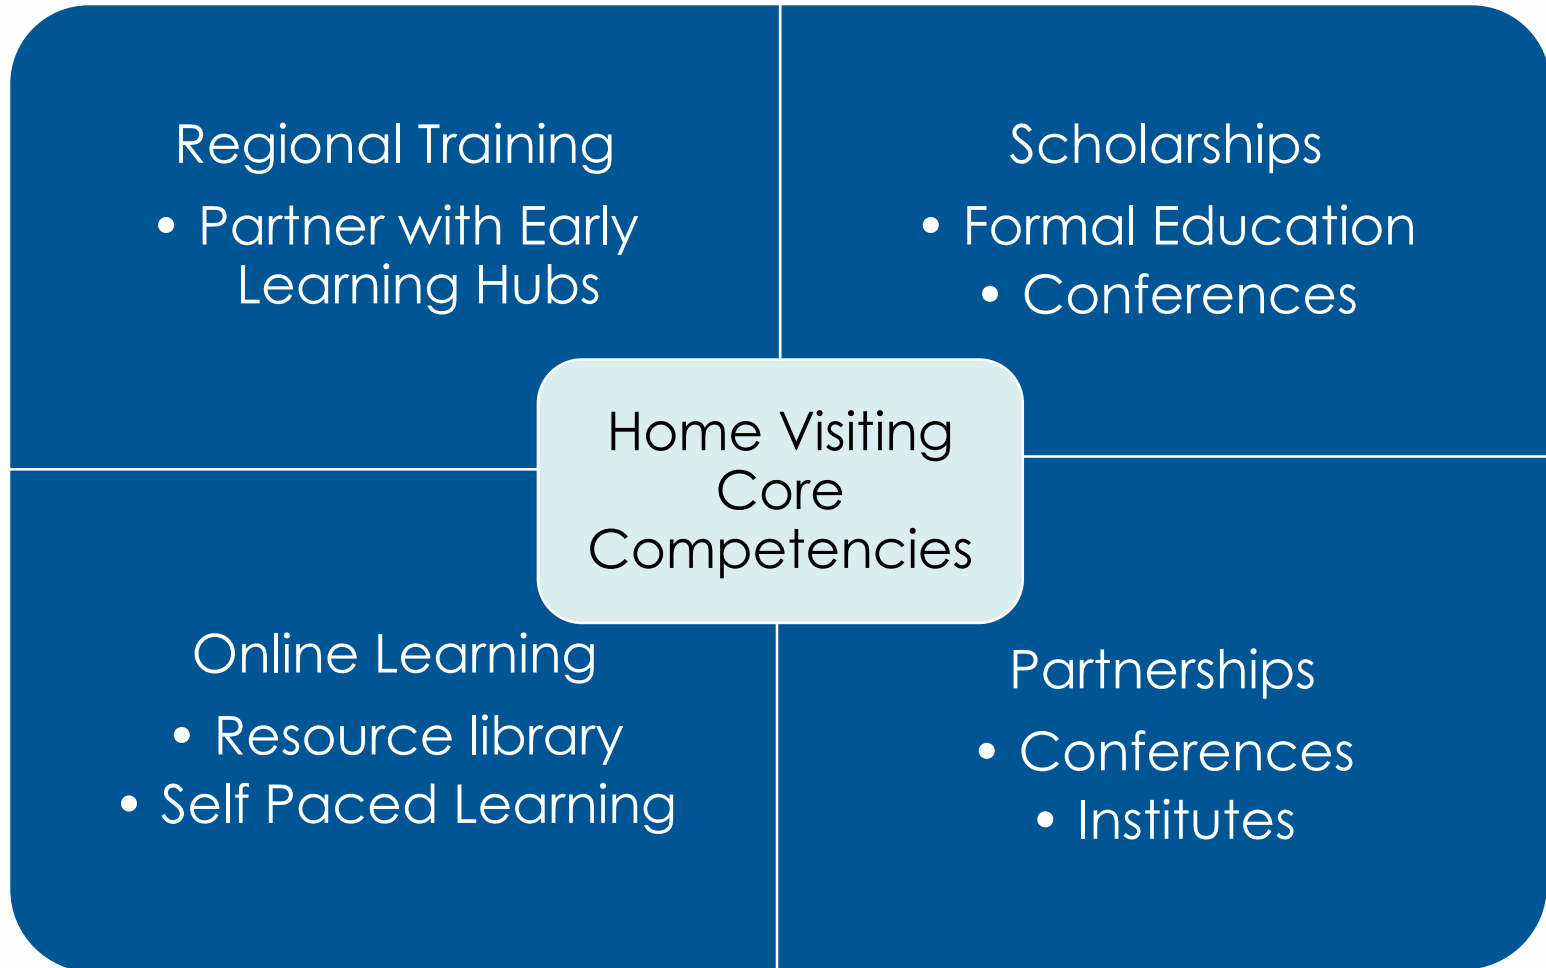 Regional Training
• Partner with Early
Learning Hubs
Scholarships
• Formal Education
• Conferences
Home Visiting
Core
Competencies
Online Learning
• Resource library
• Self Paced Learning
Partnerships
• Conferences
• Institutes